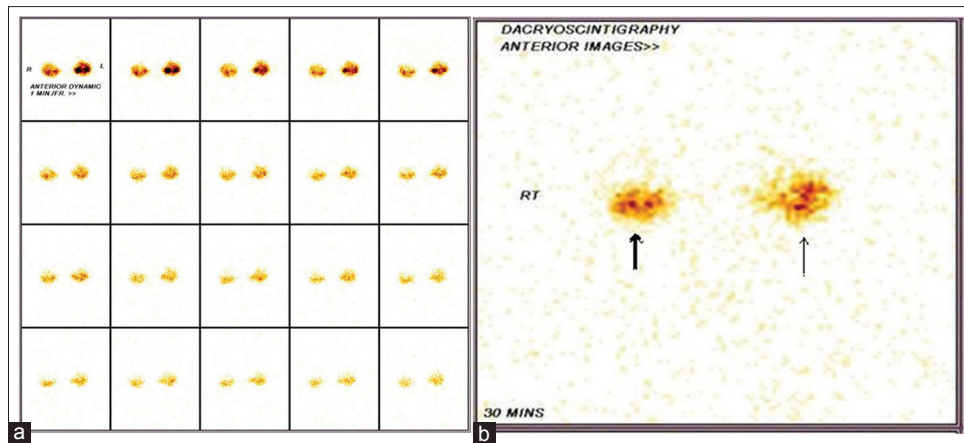 R
L
ANTERIOR DYNAMIC
1 MIN./FR. >>
a
DACRYOSCINTIGRAPHY
ANTERIOR IMAGES>>
RT
30 MINS
b